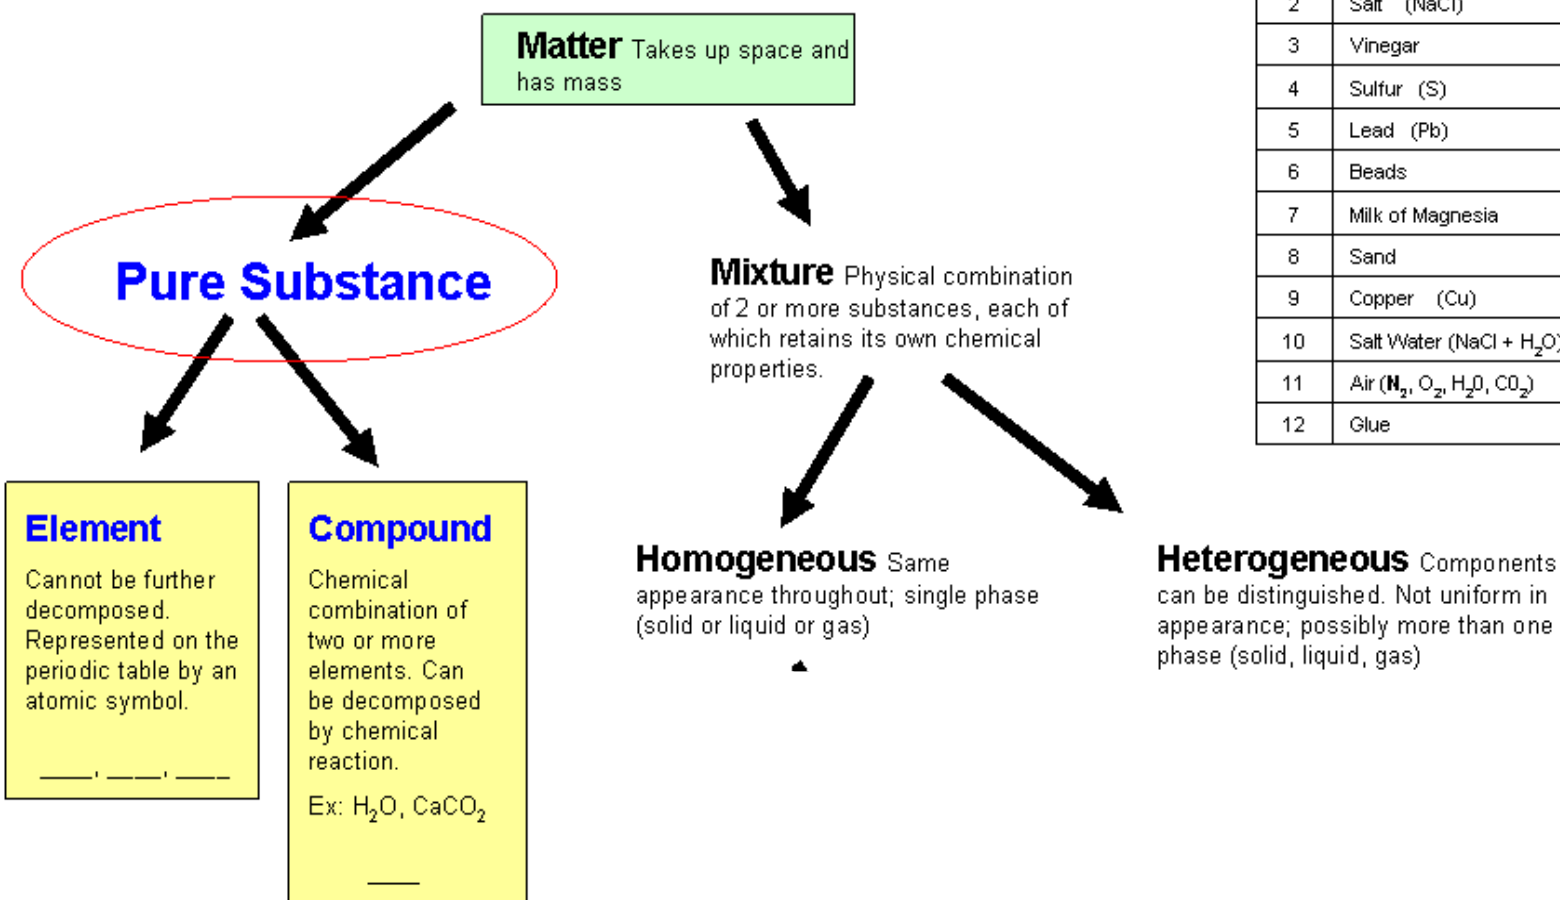 Matter Takes up space and
has mass
Pure Substance
Mixture Physical combination
of 2 or more substances, each of
which retains its own chemical
properties.
Element
Cannot be further
decomposed.
Represented on the
periodic table by an
atomic symbol.
____, ____, ____
Compound
Chemical
combination of
two or more
elements. Can
be decomposed
by chemical
reaction.
Ex: H₂O, CaCO₂
____
Homogeneous Same
appearance throughout; single phase
(solid or liquid or gas)
Heterogeneous Components
can be distinguished. Not uniform in
appearance; possibly more than one
phase (solid, liquid, gas)
2 Salt (NaCl)
3 Vinegar
4 Sulfur (S)
5 Lead (Pb)
6 Beads
7 Milk of Magnesia
8 Sand
9 Copper (Cu)
10 Salt Water (NaCl + H₂O)
11 Air (N₂, O₂, H₂0, C0₂)
12 Glue